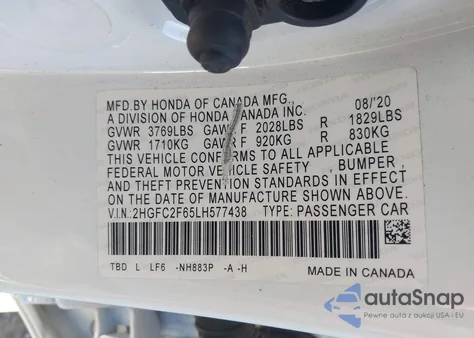 MFD.BY HONDA OF CANADA MFG., 08/'20
A DIVISION OF HONDA CANADA INC.
GVWR 3769LBS GAWR F 2028LBS R 1829LBS
GVWR 1710KG GAWR F 920KG R 830KG
THIS VEHICLE CONFORMS TO ALL APPLICABLE
FEDERAL MOTOR VEHICLE SAFETY , BUMPER ,
AND THEFT PREVENTION STANDARDS IN EFFECT
ON THE DATE OF MANUFACTURE SHOWN ABOVE.
V.I.N.:2HGFC2F65LH577438 TYPE: PASSENGER CAR
TBD L LF6 -NH883P -A -H
MADE IN CANADA
autoSnap
Pewne auta z USA i EU